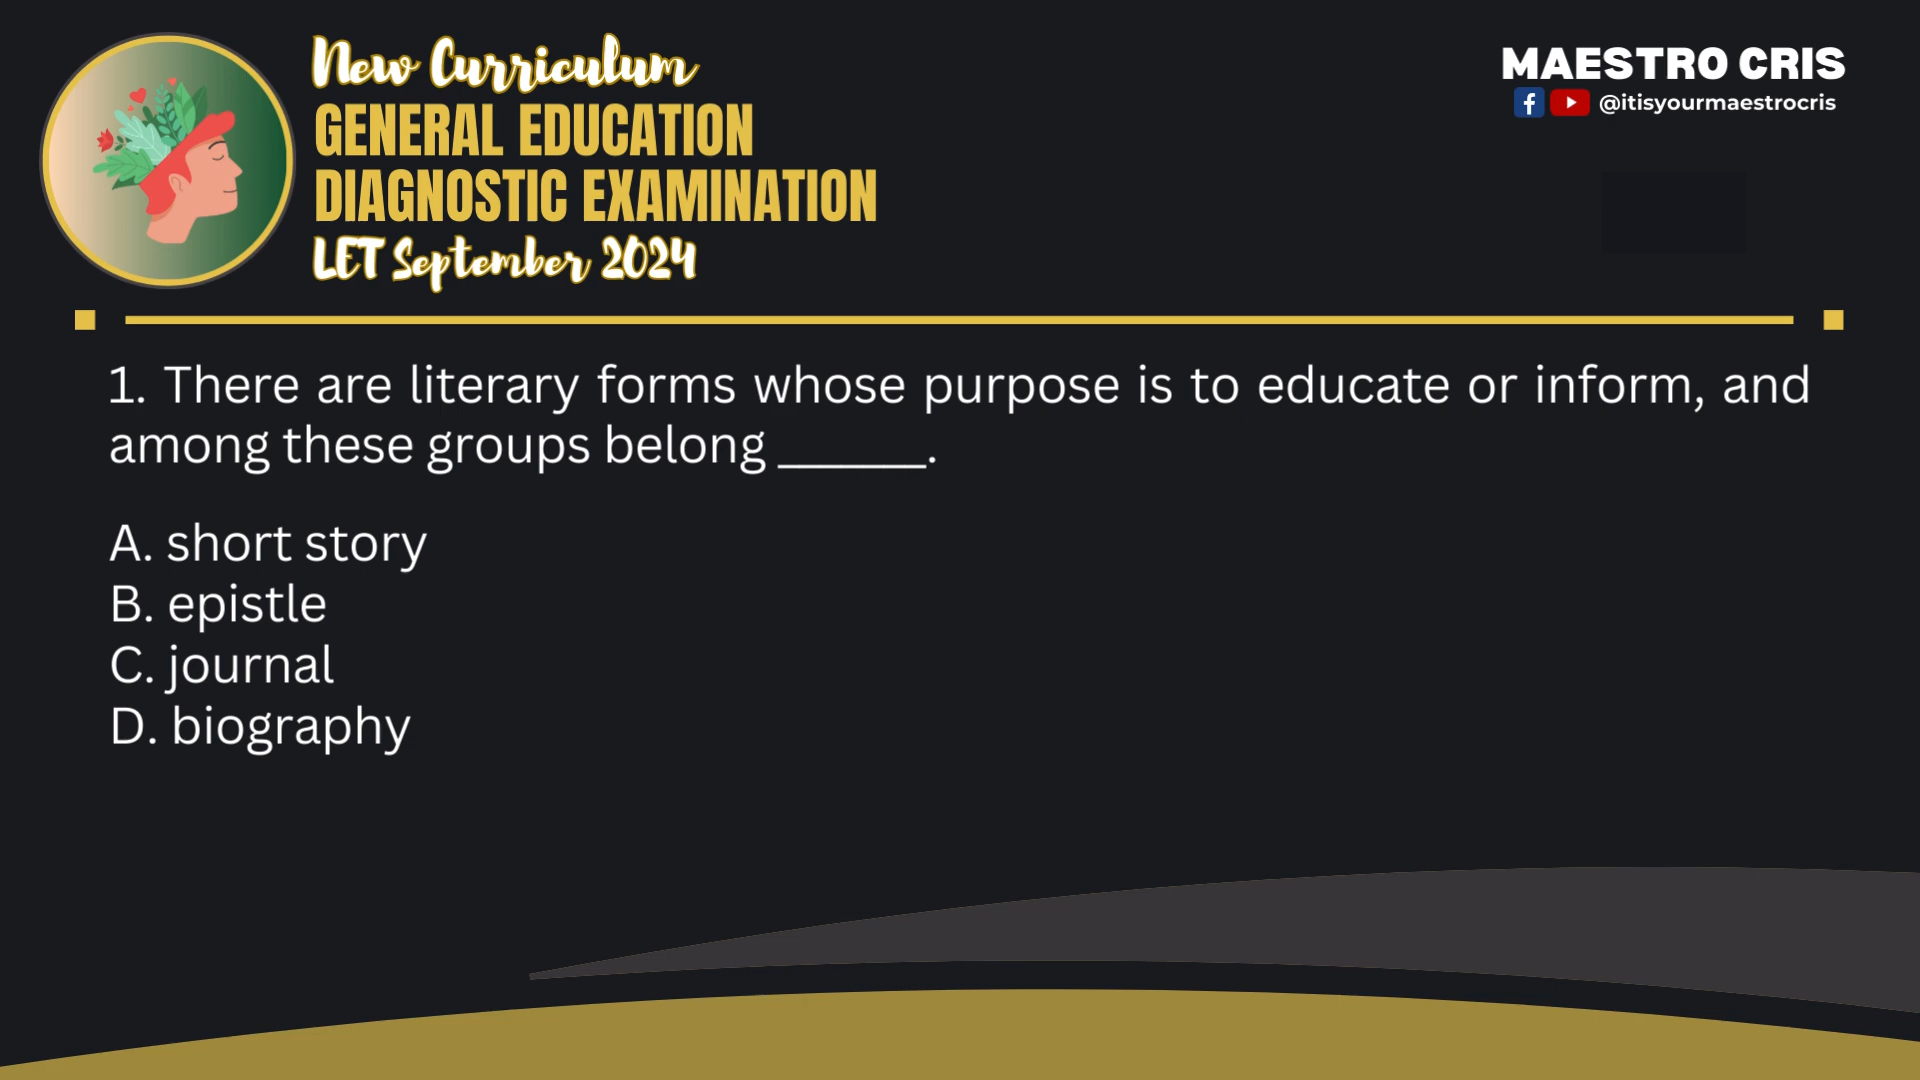 New Curriculum
GENERAL EDUCATION
DIAGNOSTIC EXAMINATION
LET September 2024
MAESTRO CRIS
@itisyourmaestrocris
1. There are literary forms whose purpose is to educate or inform, and
among these groups belong ______.
A. short story
B. epistle
C. journal
D. biography